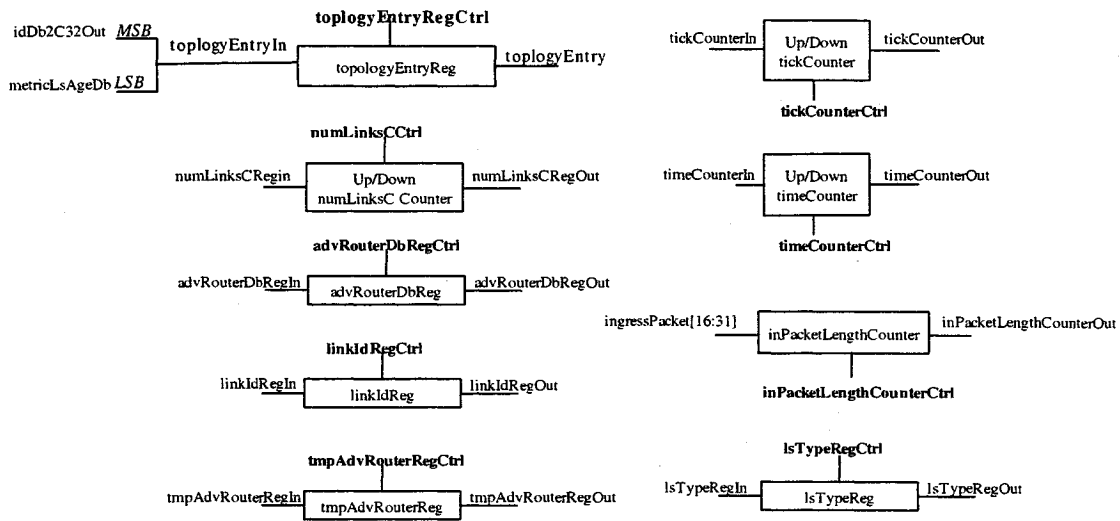 toplogyEntryRegCtrl
idDb2C32Out MSB
toplogyEntryIn
toplogyEntry
topologyEntryReg
metricLsAgeDb LSB
numLinksCCtrl
numLinksCRegin
Up/Down
numLinksC Counter
numLinksCRegOut
advRouterDbRegCtrl
advRouterDbRegIn
advRouterDbReg
advRouterDbRegOut
linkIdRegCtrl
linkIdRegIn
linkIdReg
linkIdRegOut
tmpAdvRouterRegCtrl
tmpAdvRouterRegIn
tmpAdvRouterReg
tmpAdvRouterRegOut
tickCounterIn
Up/Down
tickCounter
tickCounterOut
tickCounterCtrl
timeCounterIn
Up/Down
timeCounter
timeCounterOut
timeCounterCtrl
ingressPacket[16:31]
inPacketLengthCounter
inPacketLengthCounterOut
inPacketLengthCounterCtrl
lsTypeRegCtrl
lsTypeRegIn
lsTypeReg
lsTypeRegOut